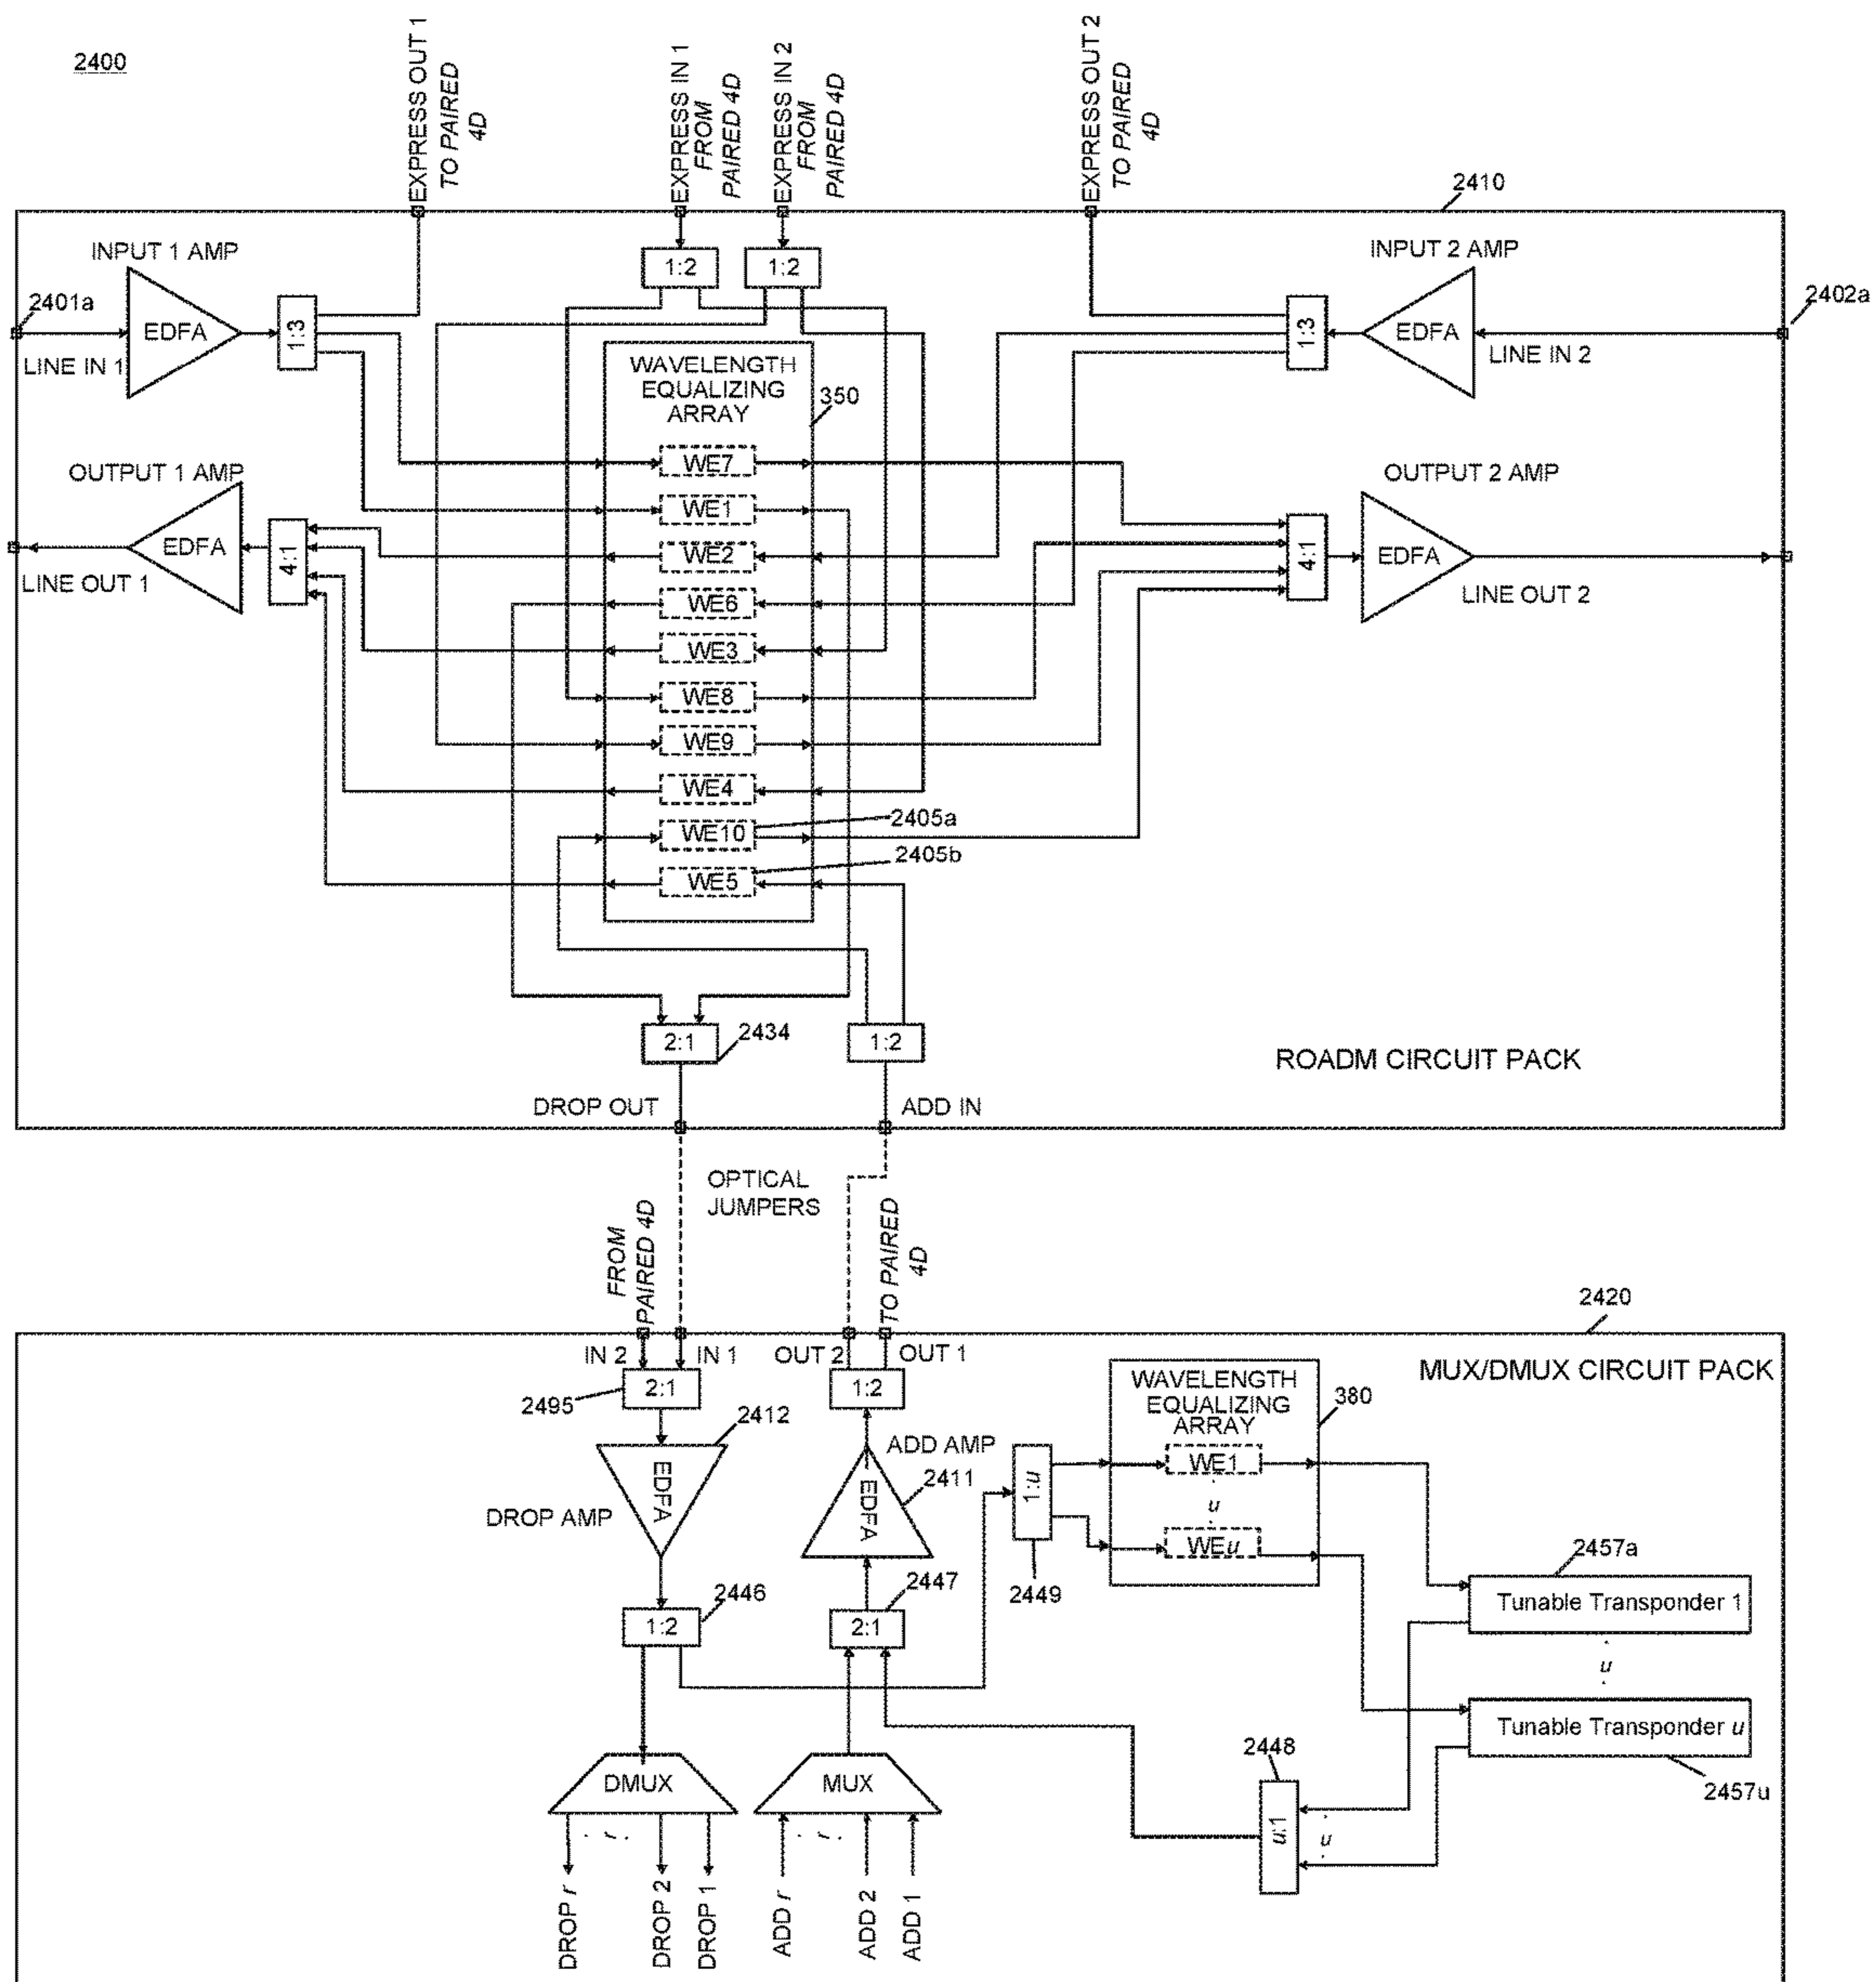 2400
EXPRESS OUT 1
TO PAIRED
4D
EXPRESS IN 1
FROM
PAIRED 4D
EXPRESS IN 2
FROM
PAIRED 4D
EXPRESS OUT 2
TO PAIRED
4D
2410
INPUT 1 AMP
INPUT 2 AMP
1:2
1:2
2401a
2402a
EDFA
1:3
1:3
EDFA
LINE IN 1
LINE IN 2
WAVELENGTH
EQUALIZING
ARRAY
350
OUTPUT 1 AMP
OUTPUT 2 AMP
WE7
WE1
WE2
WE6
WE3
WE8
WE9
WE4
WE10
WE5
EDFA
4:1
4:1
EDFA
LINE OUT 1
LINE OUT 2
2405a
2405b
2:1
2434
1:2
ROADM CIRCUIT PACK
DROP OUT
ADD IN
OPTICAL
JUMPERS
FROM
PAIRED 4D
TO PAIRED
4D
2420
IN 2
IN 1
OUT 2
OUT 1
MUX/DMUX CIRCUIT PACK
2:1
2495
1:2
WAVELENGTH
EQUALIZING
ARRAY
380
2412
ADD AMP
2411
EDFA
EDFA
DROP AMP
1:u
WE1
u
WEu
2449
2446
1:2
2447
2:1
2457a
Tunable Transponder 1
u
Tunable Transponder u
2457u
2448
u:1
u
DMUX
MUX
r
r
DROP r
DROP 2
DROP 1
ADD r
ADD 2
ADD 1